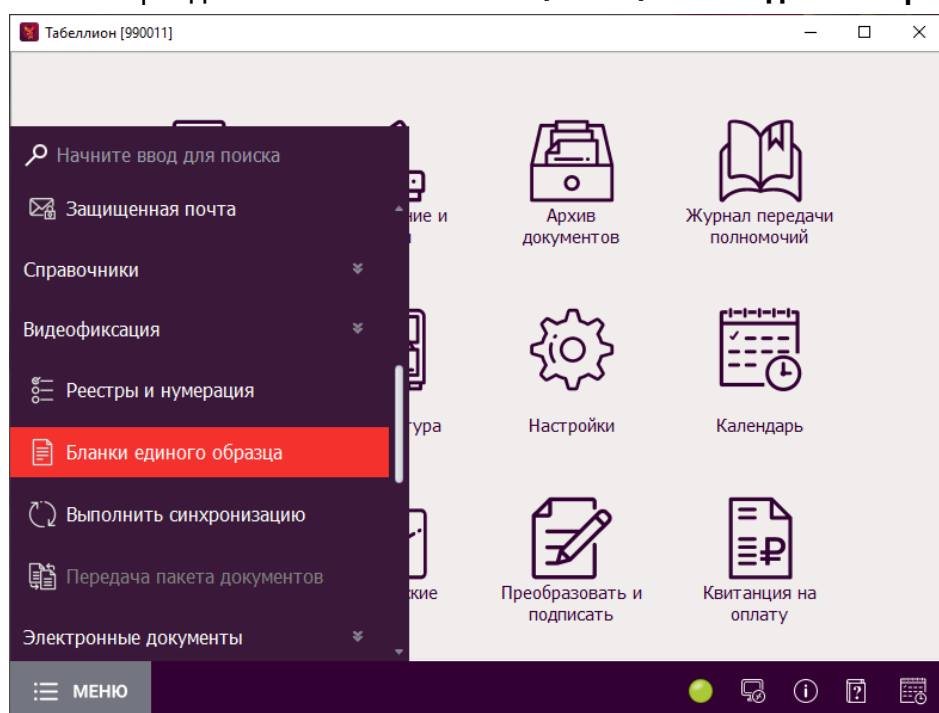 Табеллион [990011]
Начните ввод для поиска
Защищенная почта
Справочники
Видеофиксация
Реестры и нумерация
Бланки единого образца
Выполнить синхронизацию
Передача пакета документов
Электронные документы
МЕНЮ
Архив
документов
Журнал передачи
полномочий
Настройки
Календарь
Преобразовать и
подписать
Квитанция на
оплату